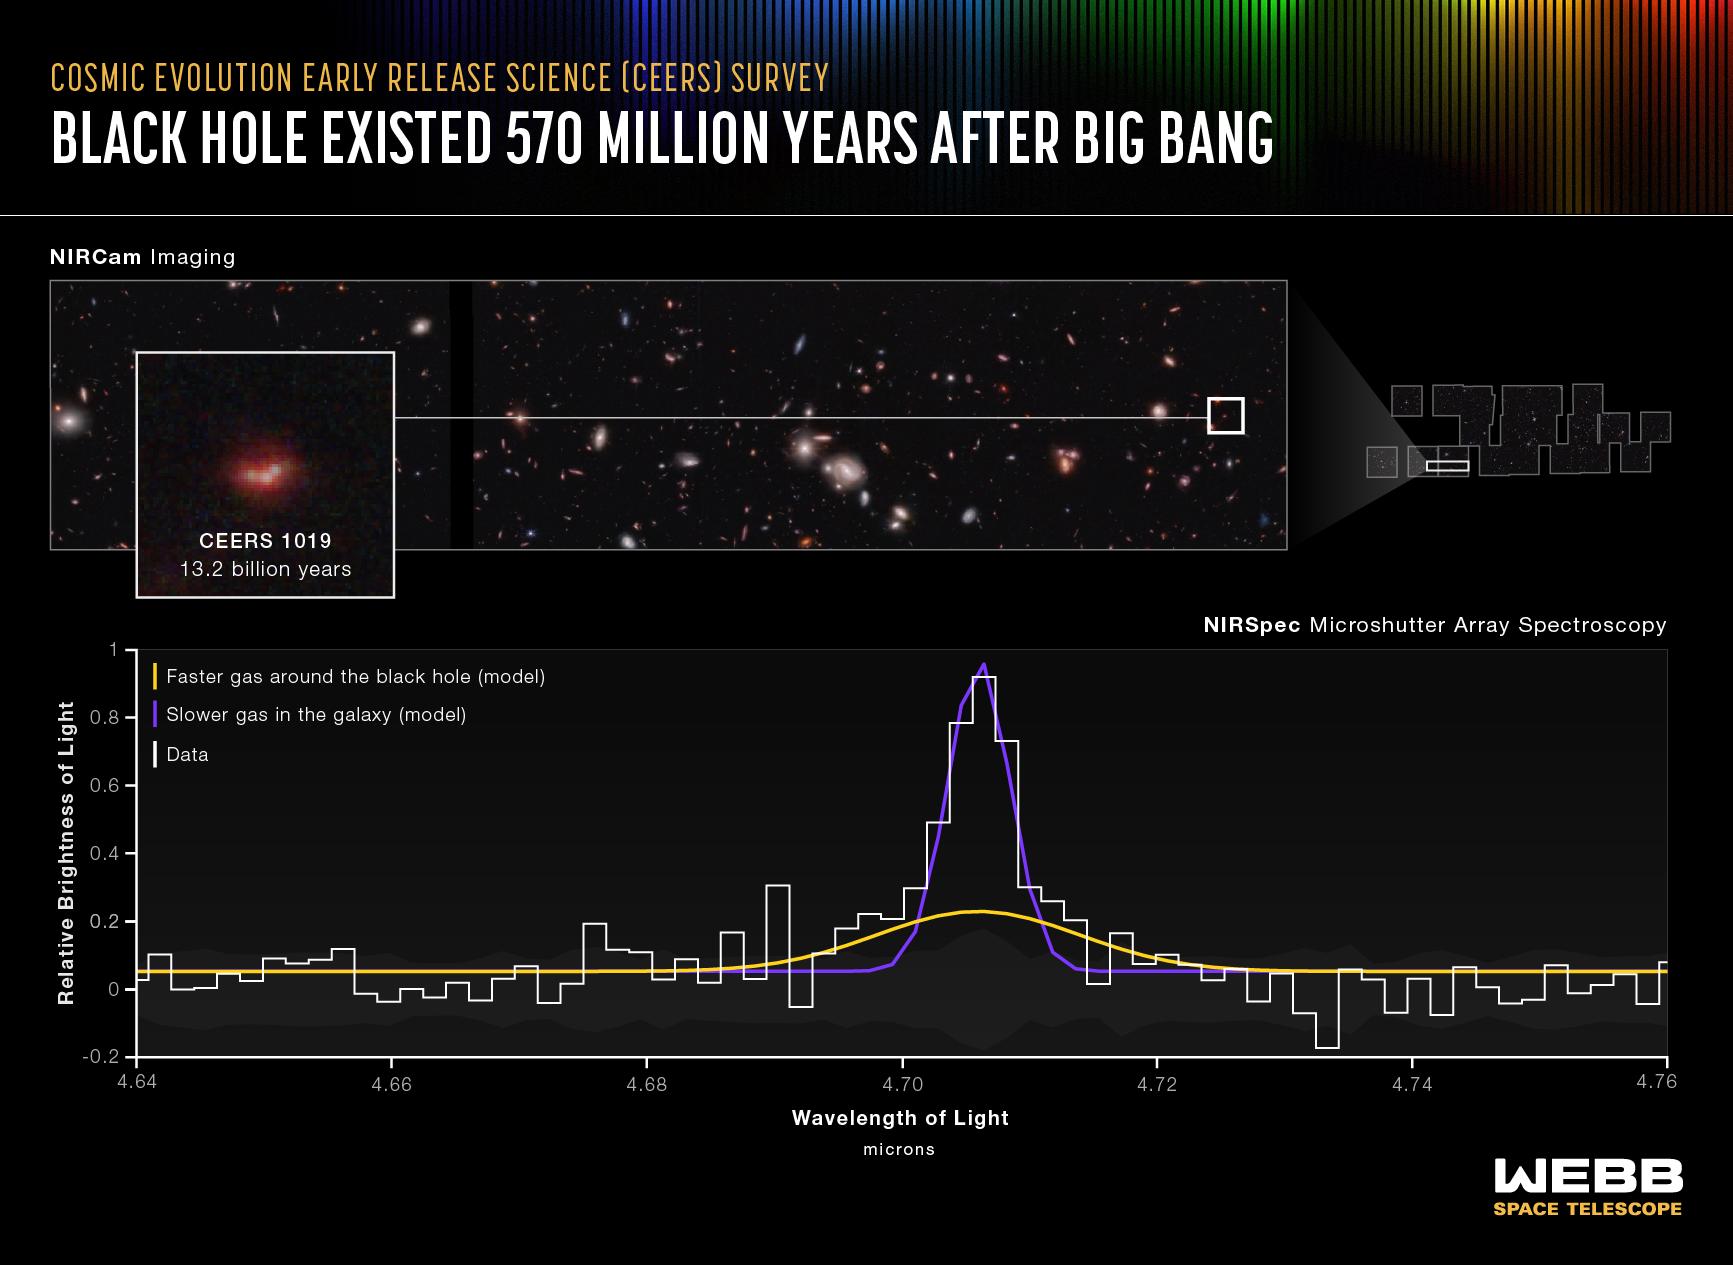 COSMIC EVOLUTION EARLY RELEASE SCIENCE (CEERS) SURVEY
BLACK HOLE EXISTED 570 MILLION YEARS AFTER BIG BANG
NIRCam Imaging
CEERS 1019
13.2 billion years
NIRSpec Microshutter Array Spectroscopy
Relative Brightness of Light
1
0.8
0.6
0.4
0.2
0
-0.2
Faster gas around the black hole (model)
Slower gas in the galaxy (model)
Data
4.64
4.66
4.68
4.70
4.72
4.74
4.76
Wavelength of Light
microns
WEBB
SPACE TELESCOPE